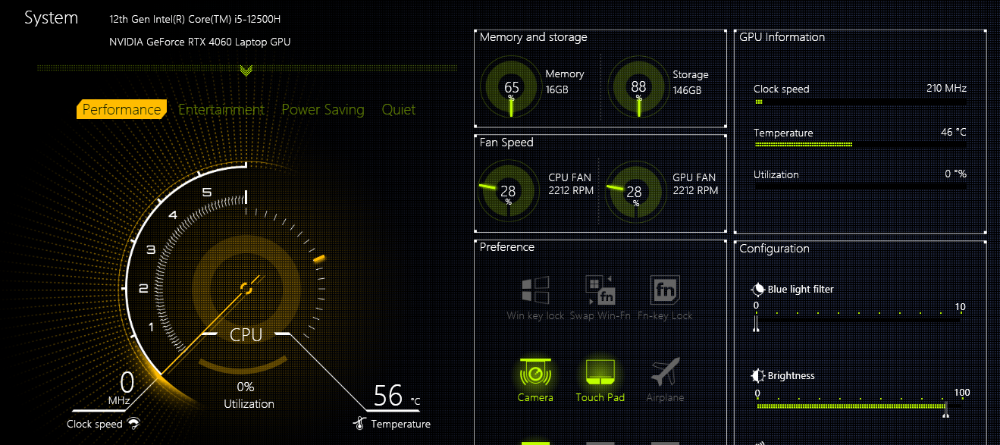 System
12th Gen Intel(R) Core(TM) i5-12500H
NVIDIA GeForce RTX 4060 Laptop GPU
Performance Entertainment Power Saving Quiet
1
2
3
4
5
CPU
0
MHz
Clock speed
0%
Utilization
56 °C
Temperature
Memory and storage
65
%
Memory
16GB
88
%
Storage
146GB
Fan Speed
28
%
CPU FAN
2212 RPM
28
%
GPU FAN
2212 RPM
Preference
Win key lock Swap Win-Fn Fn-key Lock
fn fn
Camera Touch Pad Airplane
GPU Information
Clock speed 210 MHz
Temperature 46 °C
Utilization 0 °%
Configuration
Blue light filter
0 10
Brightness
0 100